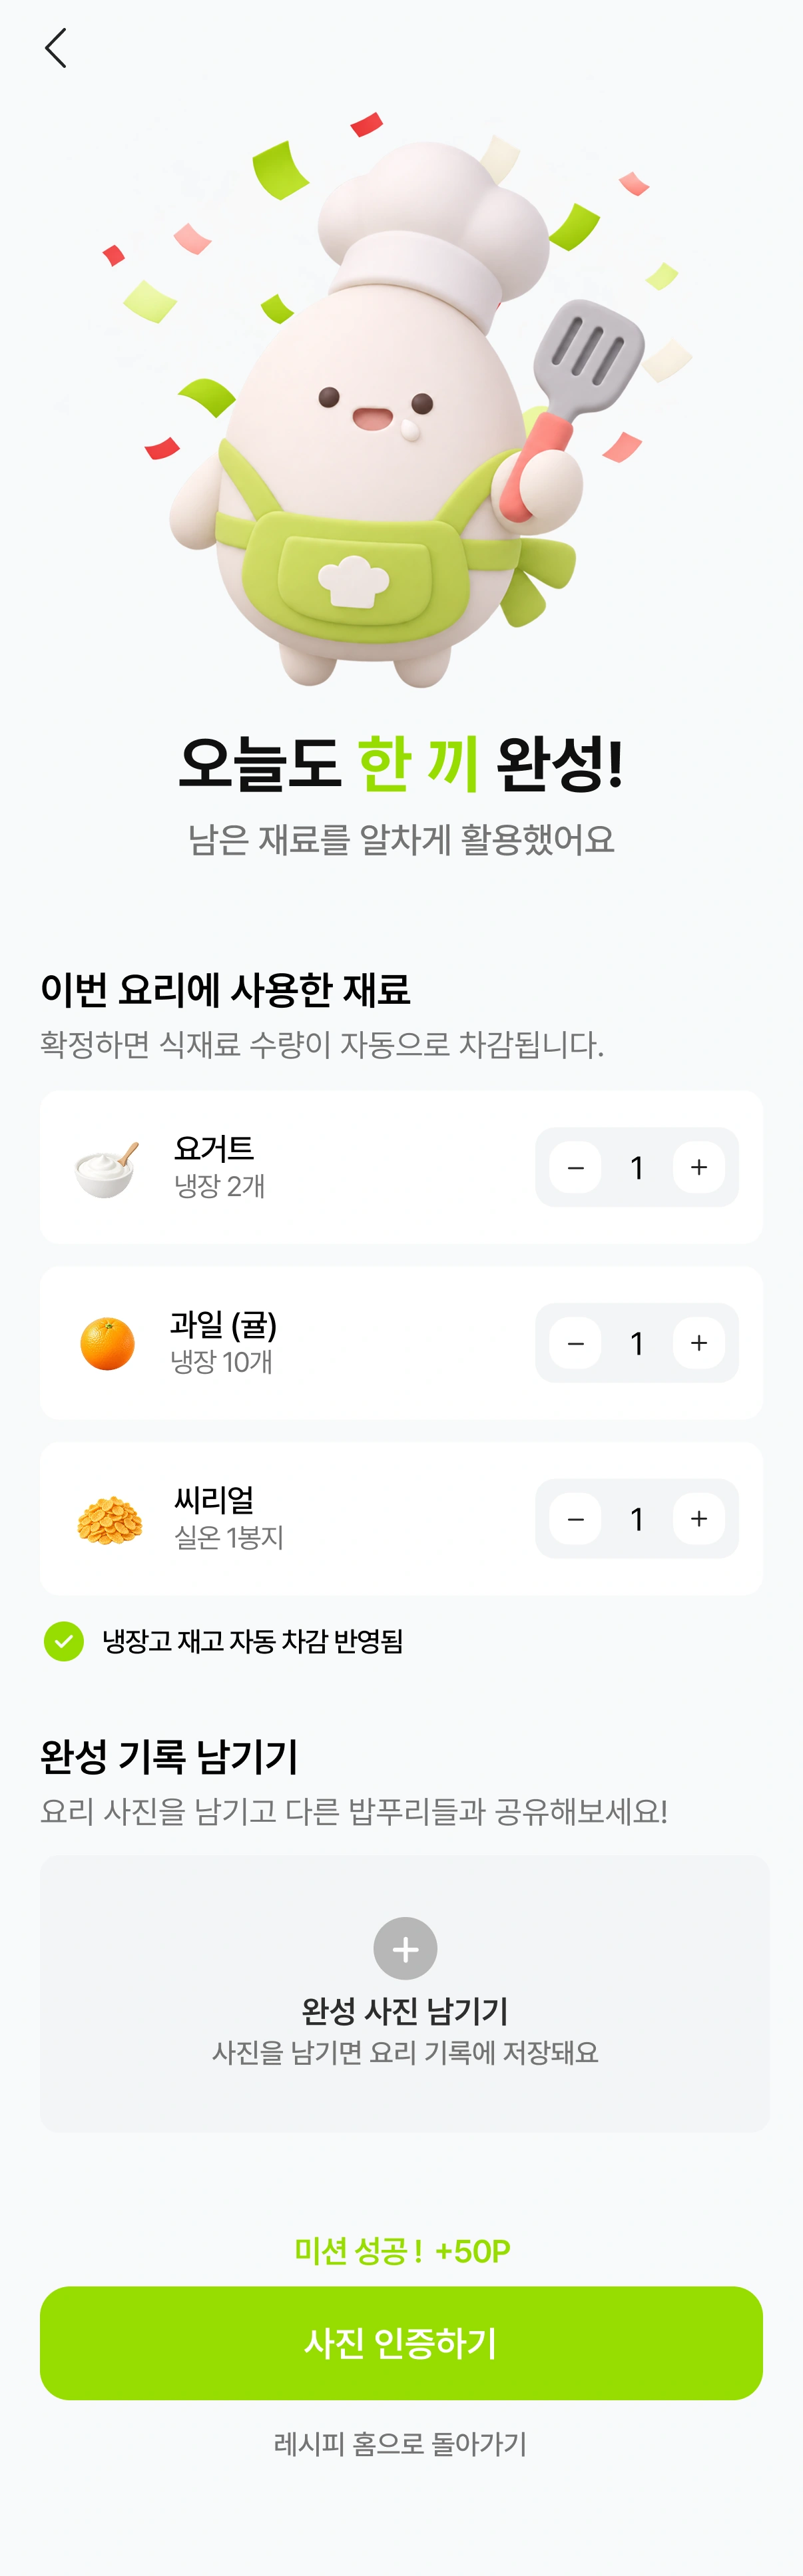 오늘도 한 끼 완성!
남은 재료를 알차게 활용했어요
이번 요리에 사용한 재료
확정하면 식재료 수량이 자동으로 차감됩니다.
요거트
냉장 2개
− 1 +
과일 (귤)
냉장 10개
− 1 +
씨리얼
실온 1봉지
− 1 +
냉장고 재고 자동 차감 반영됨
완성 기록 남기기
요리 사진을 남기고 다른 밥푸리들과 공유해보세요!
완성 사진 남기기
사진을 남기면 요리 기록에 저장돼요
미션 성공 ! +50P
사진 인증하기
레시피 홈으로 돌아가기